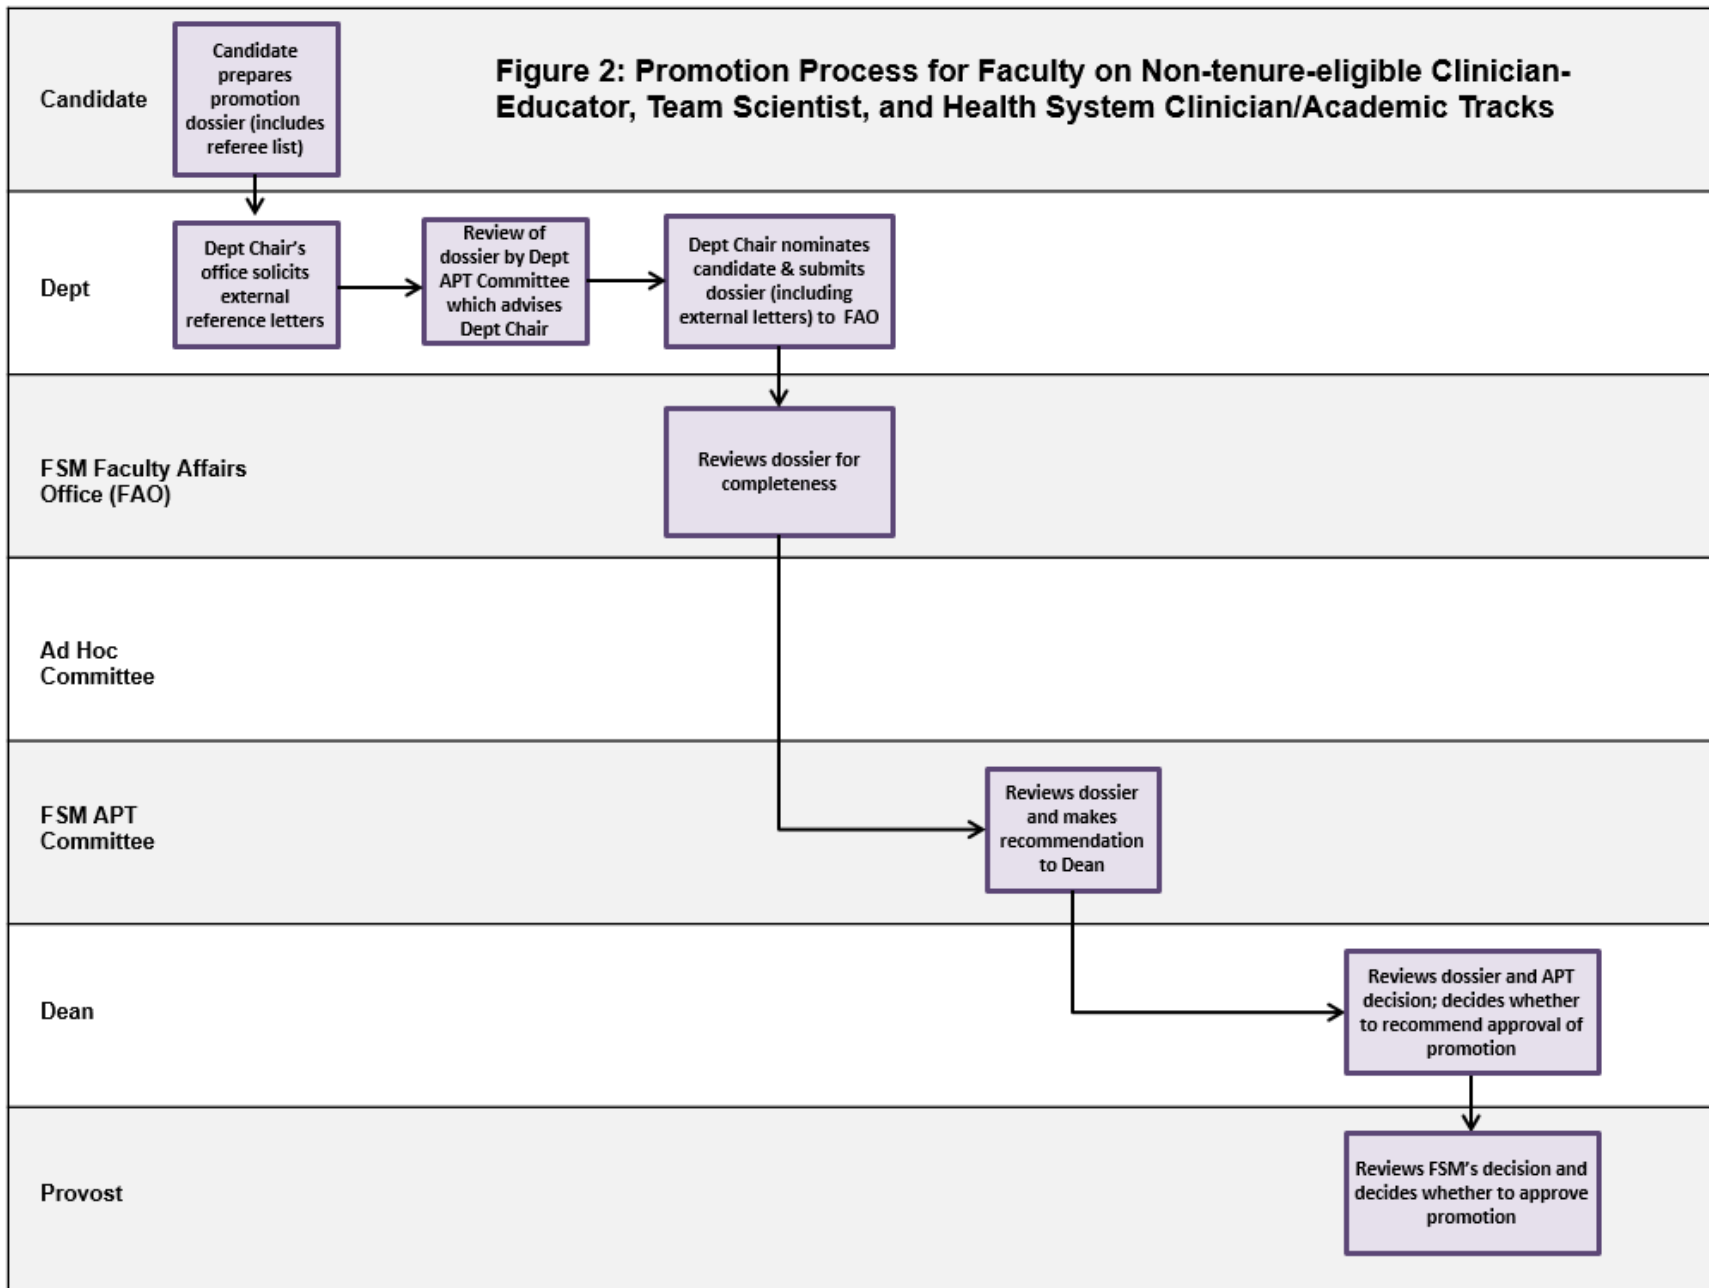 Candidate
Candidate
prepares
promotion
dossier (includes
referee list)
Figure 2: Promotion Process for Faculty on Non-tenure-eligible Clinician-
Educator, Team Scientist, and Health System Clinician/Academic Tracks
Dept
Dept Chair’s
office solicits
external
reference letters
Review of
dossier by Dept
APT Committee
which advises
Dept Chair
Dept Chair nominates
candidate & submits
dossier (including
external letters) to FAO
FSM Faculty Affairs
Office (FAO)
Reviews dossier for
completeness
Ad Hoc
Committee
FSM APT
Committee
Reviews dossier
and makes
recommendation
to Dean
Dean
Reviews dossier and APT
decision; decides whether
to recommend approval of
promotion
Provost
Reviews FSM’s decision and
decides whether to approve
promotion